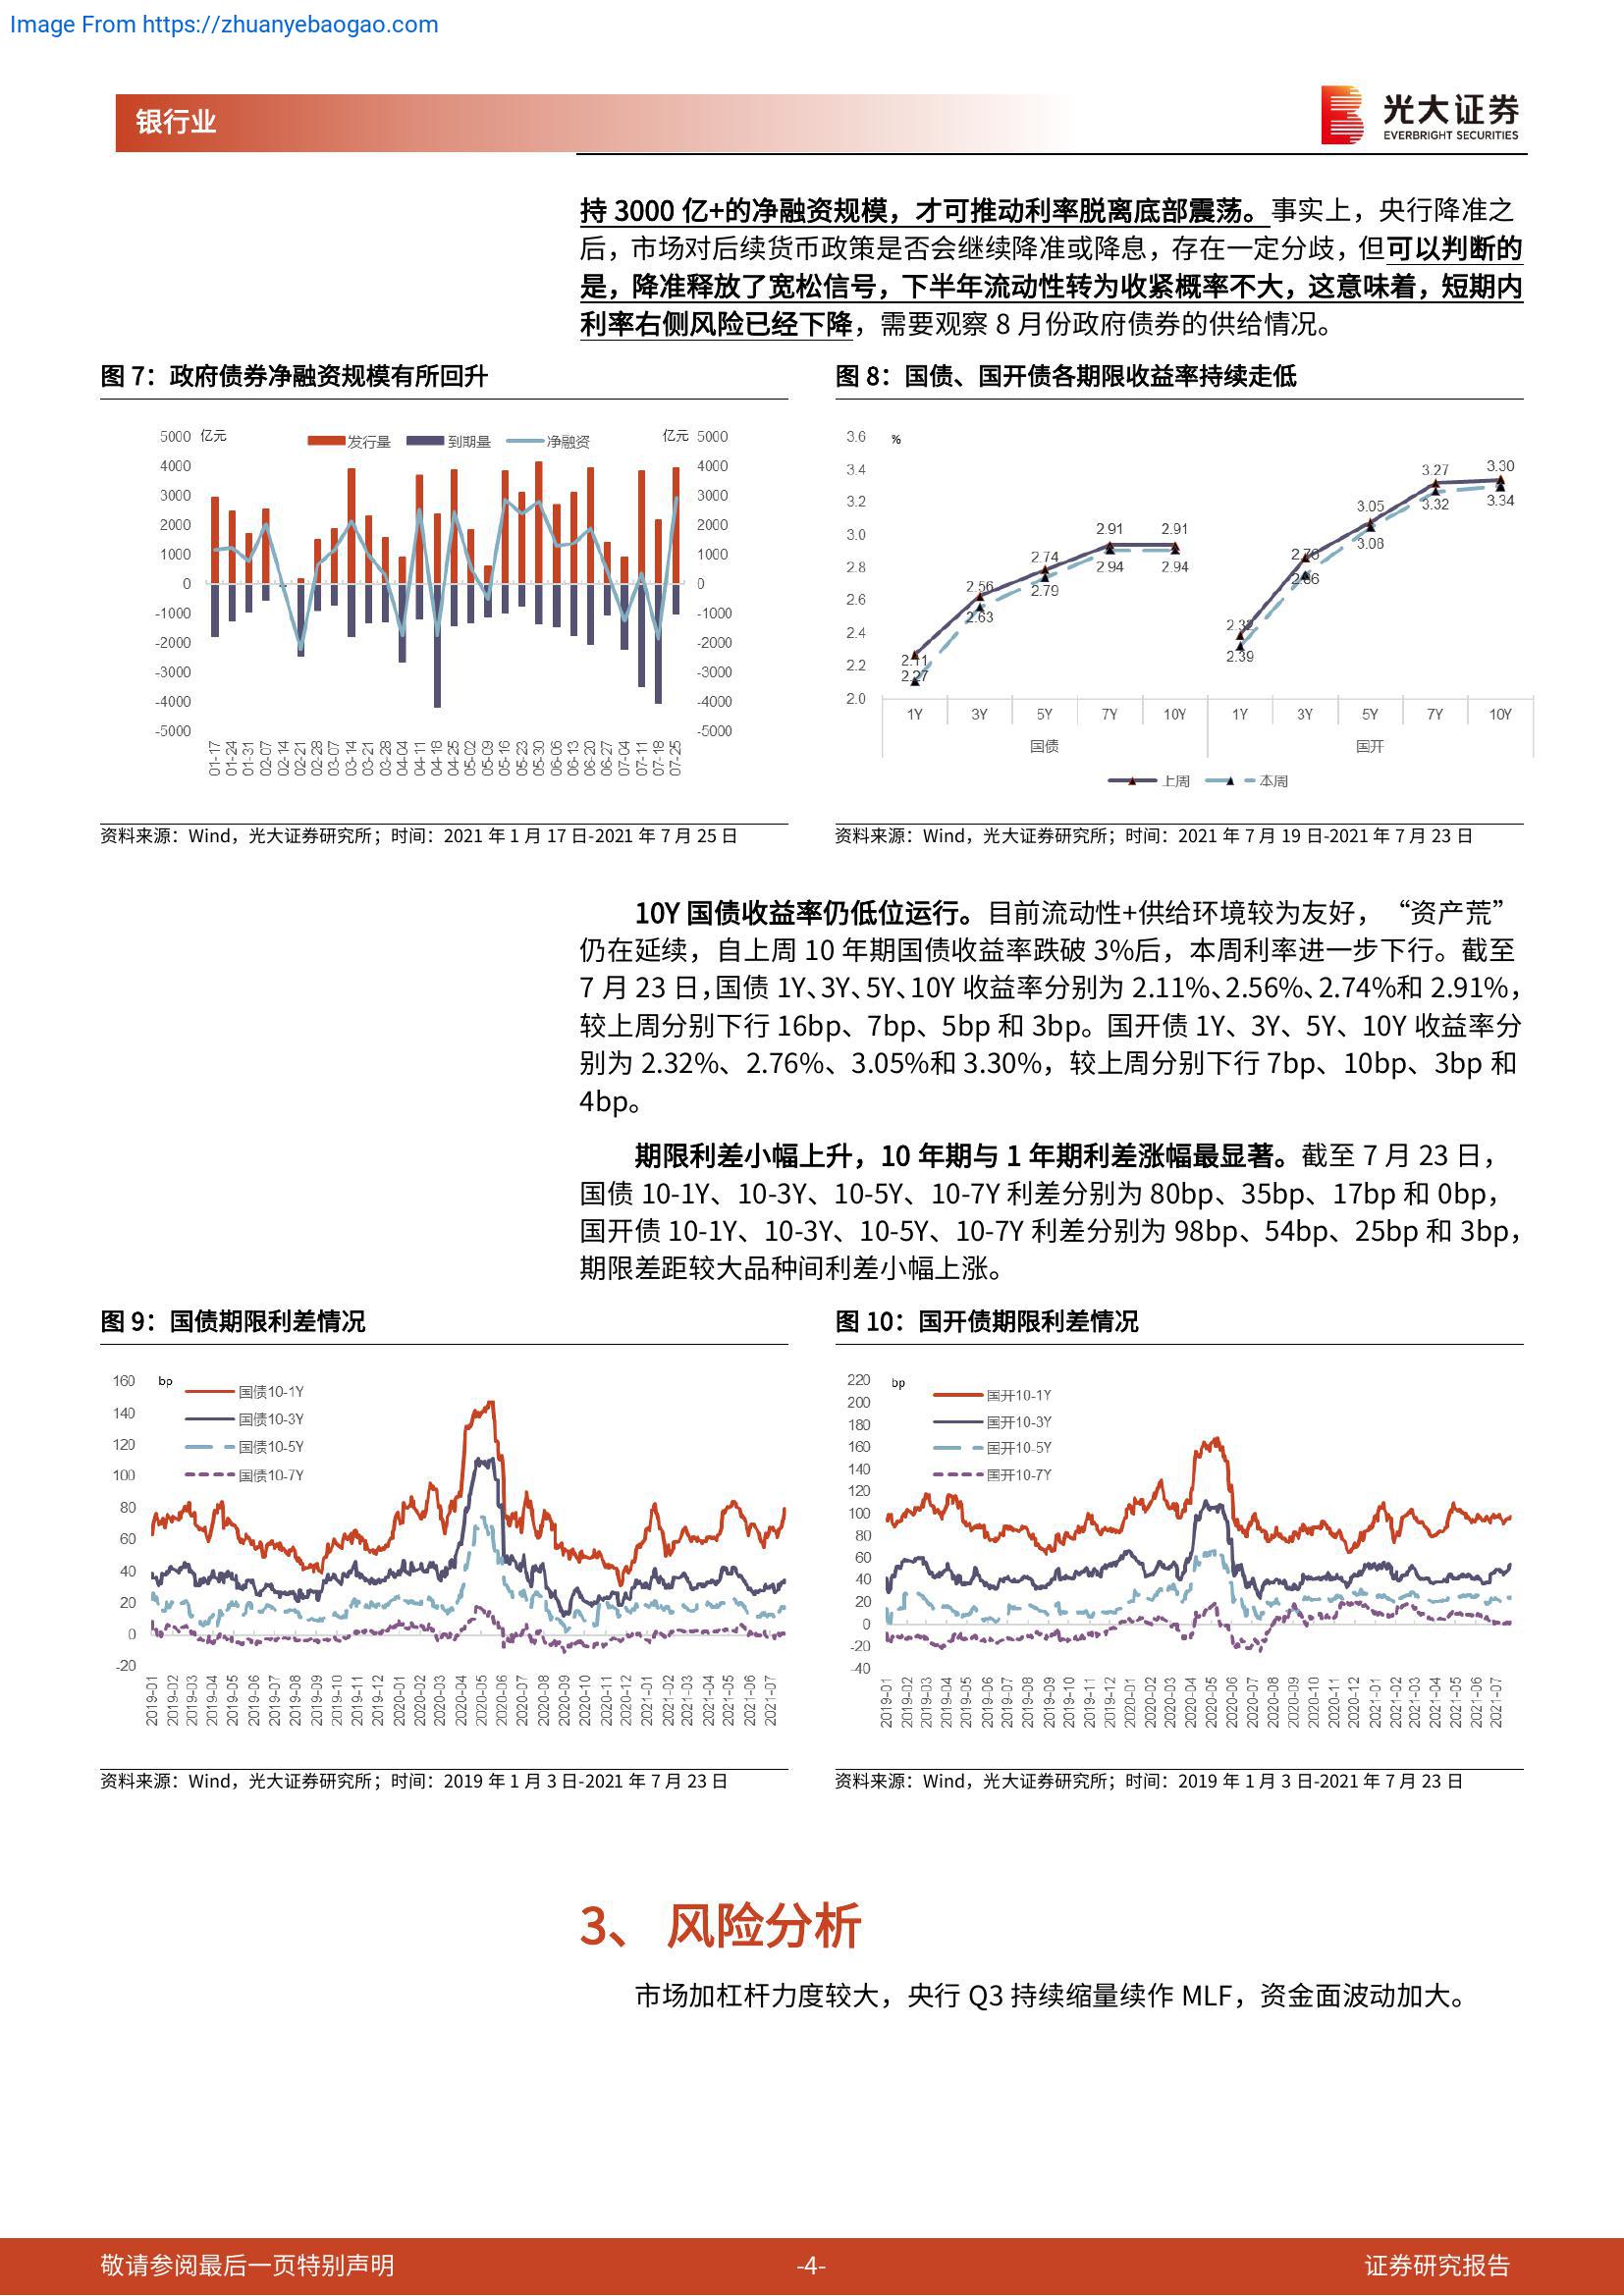 Image From https://zhuanyebaogao.com
银行业
光大证券
EVERBRIGHT SECURITIES
持 3000 亿+的净融资规模，才可推动利率脱离底部震荡。事实上，央行降准之
后，市场对后续货币政策是否会继续降准或降息，存在一定分歧，但可以判断的
是，降准释放了宽松信号，下半年流动性转为收紧概率不大，这意味着，短期内
利率右侧风险已经下降，需要观察 8 月份政府债券的供给情况。
图 7：政府债券净融资规模有所回升
5000 亿元 发行量 到期量 净融资 亿元 5000
4000 4000
3000 3000
2000 2000
1000 1000
0 0
-1000 -1000
-2000 -2000
-3000 -3000
-4000 -4000
-5000 -5000
01-17 01-24 01-31 02-07 02-14 02-21 02-28 03-07 03-14 03-21 03-28 04-04 04-11 04-18 04-25 05-02 05-09 05-16 05-23 05-30 06-06 06-13 06-20 06-27 07-04 07-11 07-18 07-25
资料来源：Wind，光大证券研究所；时间：2021 年 1 月 17 日-2021 年 7 月 25 日
图 8：国债、国开债各期限收益率持续走低
%
3.6
3.4
3.2
3.0
2.8
2.6
2.4
2.2
2.0
2.11 2.56 2.74 2.91 2.91 2.32 2.76 3.05 3.27 3.30
2.27 2.63 2.79 2.94 2.94 2.39 2.86 3.08 3.32 3.34
1Y 3Y 5Y 7Y 10Y 1Y 3Y 5Y 7Y 10Y
国债 国开
上周 本周
资料来源：Wind，光大证券研究所；时间：2021 年 7 月 19 日-2021 年 7 月 23 日
10Y 国债收益率仍低位运行。目前流动性+供给环境较为友好，“资产荒”
仍在延续，自上周 10 年期国债收益率跌破 3%后，本周利率进一步下行。截至
7 月 23 日，国债 1Y、3Y、5Y、10Y 收益率分别为 2.11%、2.56%、2.74%和 2.91%，
较上周分别下行 16bp、7bp、5bp 和 3bp。国开债 1Y、3Y、5Y、10Y 收益率分
别为 2.32%、2.76%、3.05%和 3.30%，较上周分别下行 7bp、10bp、3bp 和
4bp。
期限利差小幅上升，10 年期与 1 年期利差涨幅最显著。截至 7 月 23 日，
国债 10-1Y、10-3Y、10-5Y、10-7Y 利差分别为 80bp、35bp、17bp 和 0bp，
国开债 10-1Y、10-3Y、10-5Y、10-7Y 利差分别为 98bp、54bp、25bp 和 3bp，
期限差距较大品种间利差小幅上涨。
图 9：国债期限利差情况
bp
160
140
120
100
80
60
40
20
0
-20
国债10-1Y
国债10-3Y
国债10-5Y
国债10-7Y
2019-01 2019-02 2019-03 2019-04 2019-05 2019-06 2019-07 2019-08 2019-09 2019-10 2019-11 2019-12 2020-01 2020-02 2020-03 2020-04 2020-05 2020-06 2020-07 2020-08 2020-09 2020-10 2020-11 2020-12 2021-01 2021-02 2021-03 2021-04 2021-05 2021-06 2021-07
资料来源：Wind，光大证券研究所；时间：2019 年 1 月 3 日-2021 年 7 月 23 日
图 10：国开债期限利差情况
bp
220
200
180
160
140
120
100
80
60
40
20
0
-20
-40
国开10-1Y
国开10-3Y
国开10-5Y
国开10-7Y
2019-01 2019-02 2019-03 2019-04 2019-05 2019-06 2019-07 2019-08 2019-09 2019-10 2019-11 2019-12 2020-01 2020-02 2020-03 2020-04 2020-05 2020-06 2020-07 2020-08 2020-09 2020-10 2020-11 2020-12 2021-01 2021-02 2021-03 2021-04 2021-05 2021-06 2021-07
资料来源：Wind，光大证券研究所；时间：2019 年 1 月 3 日-2021 年 7 月 23 日
3、 风险分析
市场加杠杆力度较大，央行 Q3 持续缩量续作 MLF，资金面波动加大。
敬请参阅最后一页特别声明
-4-
证券研究报告